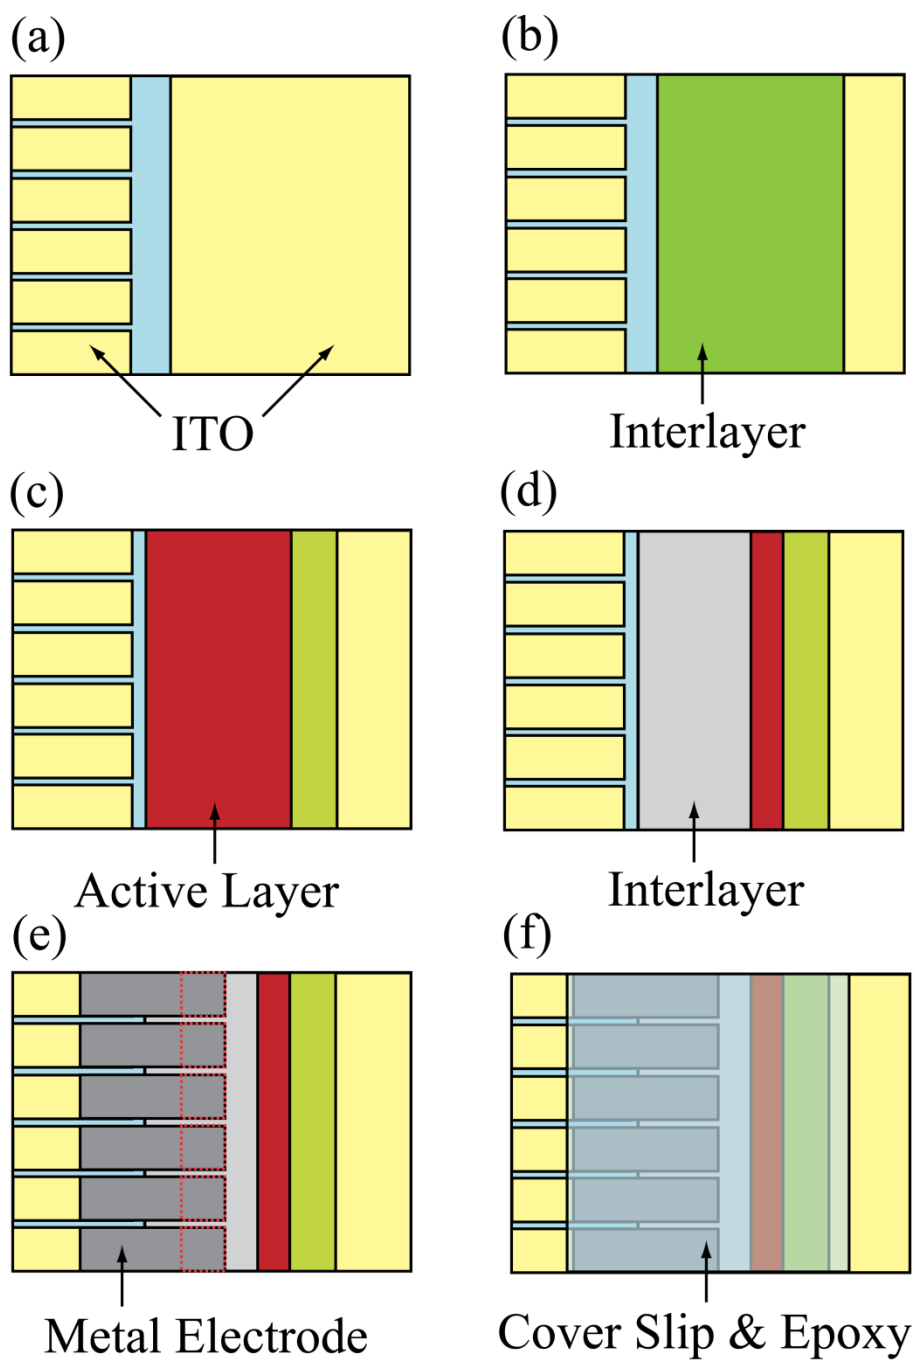 (a)
(b)
ITO
Interlayer
(c)
(d)
Active Layer
Interlayer
(e)
(f)
Metal Electrode
Cover Slip & Epoxy